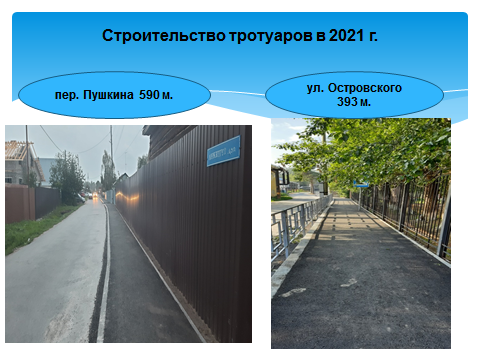 Строительство тротуаров в 2021 г.
пер. Пушкина 590 м.
ул. Островского
393 м.